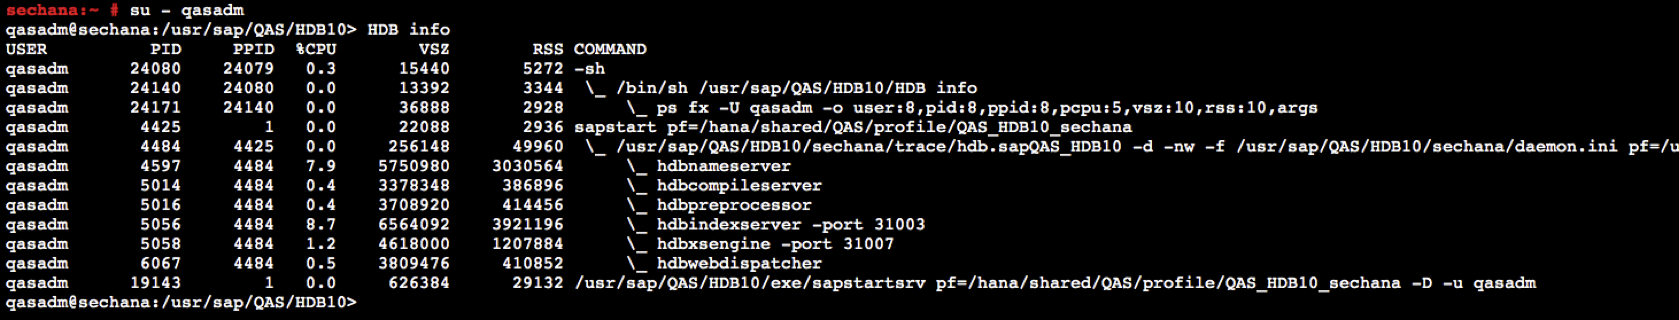 sechana:~ # su - qasadm
qasadm@sechana:/usr/sap/QAS/HDB10> HDB info
USER PID PPID %CPU VSZ RSS COMMAND
qasadm 24080 24079 0.3 15440 5272 -sh
qasadm 24140 24080 0.0 13392 3344 \_ /bin/sh /usr/sap/QAS/HDB10/HDB info
qasadm 24171 24140 0.0 36888 2928 \_ ps fx -U qasadm -o user:8,pid:8,ppid:8,pcpu:5,vsz:10,rss:10,args
qasadm 4425 1 0.0 22088 2936 sapstart pf=/hana/shared/QAS/profile/QAS_HDB10_sechana
qasadm 4484 4425 0.0 256148 49960 \_ /usr/sap/QAS/HDB10/sechana/trace/hdb.sapQAS_HDB10 -d -nw -f /usr/sap/QAS/HDB10/sechana/daemon.ini pf=/u
qasadm 4597 4484 7.9 5750980 3030564 \_ hdbnameserver
qasadm 5014 4484 0.4 3378348 386896 \_ hdbcompileserver
qasadm 5016 4484 0.4 3708920 414456 \_ hdbpreprocessor
qasadm 5056 4484 8.7 6564092 3921196 \_ hdbindexserver -port 31003
qasadm 5058 4484 1.2 4618000 1207884 \_ hdbxsengine -port 31007
qasadm 6067 4484 0.5 3809476 410852 \_ hdbwebdispatcher
qasadm 19143 1 0.0 626384 29132 /usr/sap/QAS/HDB10/exe/sapstartsrv pf=/hana/shared/QAS/profile/QAS_HDB10_sechana -D -u qasadm
qasadm@sechana:/usr/sap/QAS/HDB10>